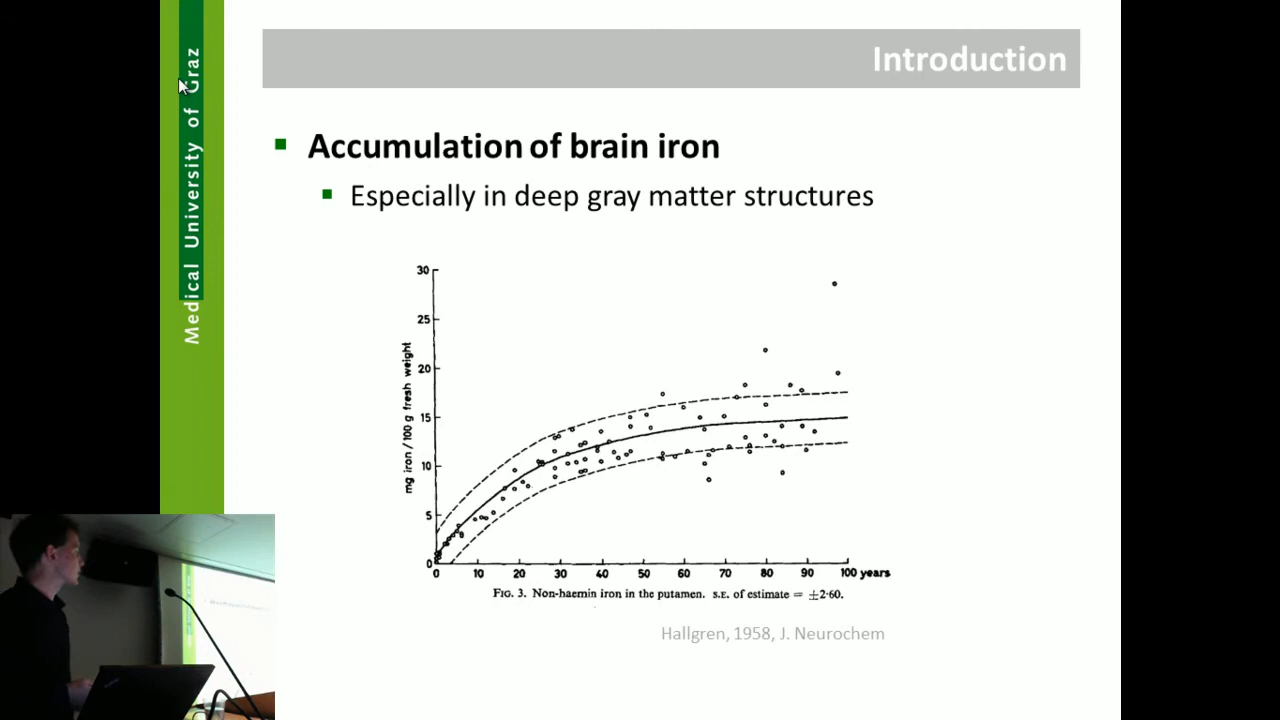 Medical University of Graz
Introduction
Accumulation of brain iron
Especially in deep gray matter structures
mg iron / 100 g fresh weight
30
25
20
15
10
5
0
0 10 20 30 40 50 60 70 80 90 100 years
FIG. 3. Non-haemin iron in the putamen. S.E. of estimate = ±2·60.
Hallgren, 1958, J. Neurochem